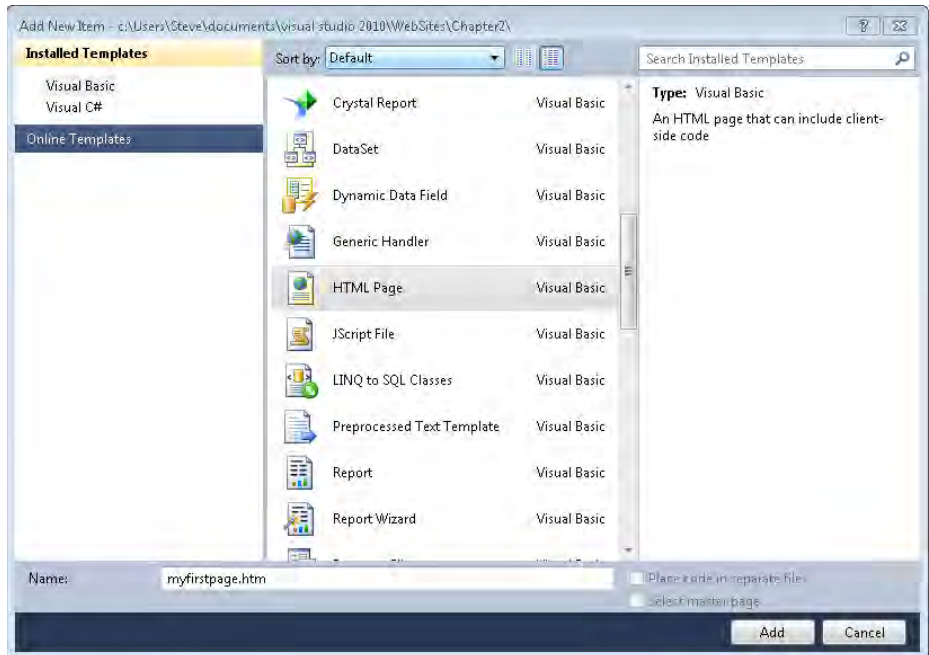 Add New Item - c:\Users\Steve\documents\visual studio 2010\WebSites\Chapter2\
Installed Templates
Visual Basic
Visual C#
Online Templates
Sort by: Default
Search Installed Templates
Crystal Report Visual Basic
DataSet Visual Basic
Dynamic Data Field Visual Basic
Generic Handler Visual Basic
HTML Page Visual Basic
JScript File Visual Basic
LINQ to SQL Classes Visual Basic
Preprocessed Text Template Visual Basic
Report Visual Basic
Report Wizard Visual Basic
Type: Visual Basic
An HTML page that can include client-
side code
Name: myfirstpage.htm
Place code in separate file
Select master page
Add Cancel